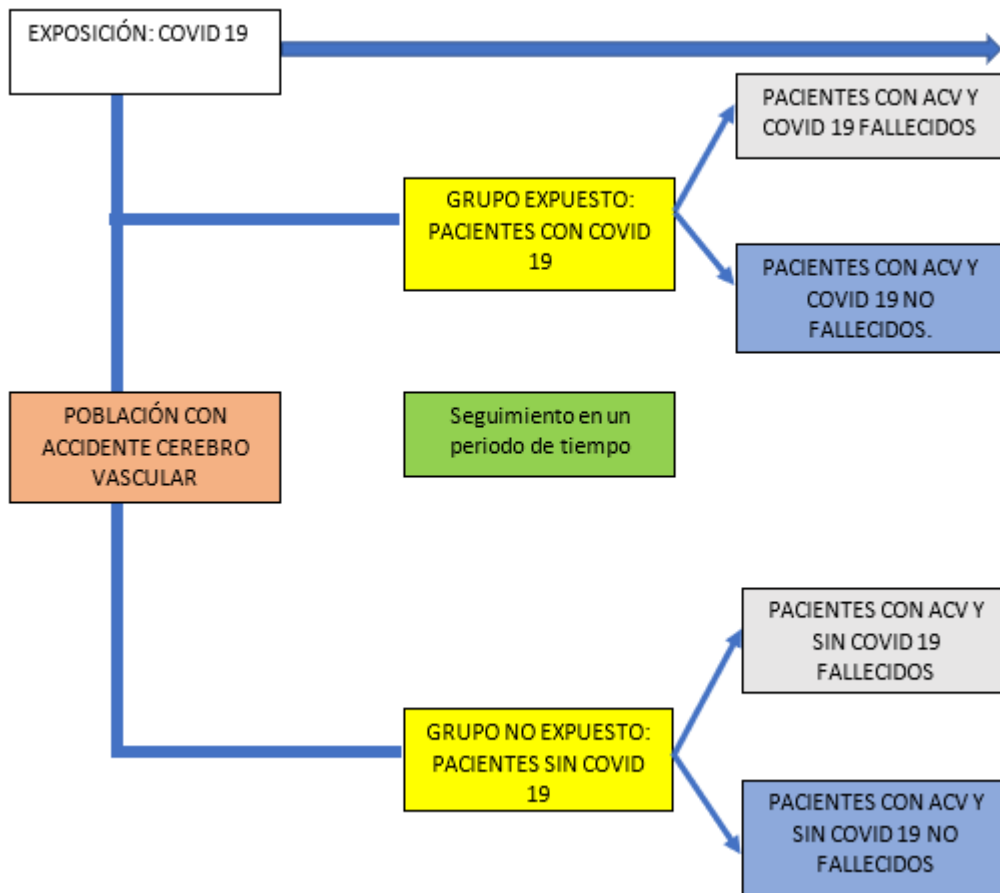 EXPOSICIÓN: COVID 19
PACIENTES CON ACV Y
COVID 19 FALLECIDOS
GRUPO EXPUESTO:
PACIENTES CON COVID
19
PACIENTES CON ACV Y
COVID 19 NO
FALLECIDOS.
POBLACIÓN CON
ACCIDENTE CEREBRO
VASCULAR
Seguimiento en un
periodo de tiempo
PACIENTES CON ACV Y
SIN COVID 19
FALLECIDOS
GRUPO NO EXPUESTO:
PACIENTES SIN COVID
19
PACIENTES CON ACV Y
SIN COVID 19 NO
FALLECIDOS